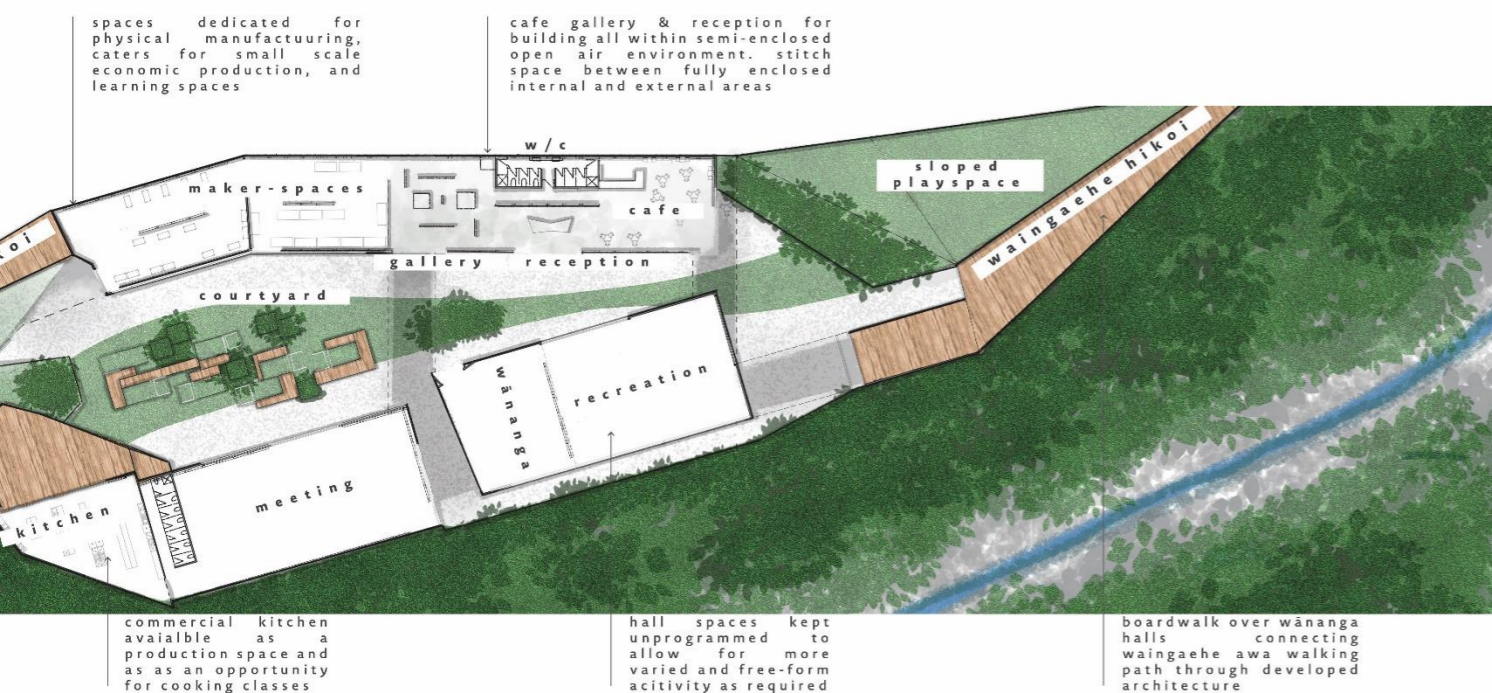 spaces dedicated for
physical manufactuuring,
caters for small scale
economic production, and
learning spaces
cafe gallery & reception for
building all within semi-enclosed
open air environment. stitch
space between fully enclosed
internal and external areas
w/c
maker-spaces
cafe
sloped
playspace
waingaehe hikoi
koi
gallery
reception
courtyard
wānanga
recreation
meeting
kitchen
commercial kitchen
avaialble as a
production space and
as as an opportunity
for cooking classes
hall spaces kept
unprogrammed to
allow for more
varied and free-form
acitivity as required
boardwalk over wānanga
halls connecting
waingaehe awa walking
path through developed
architecture